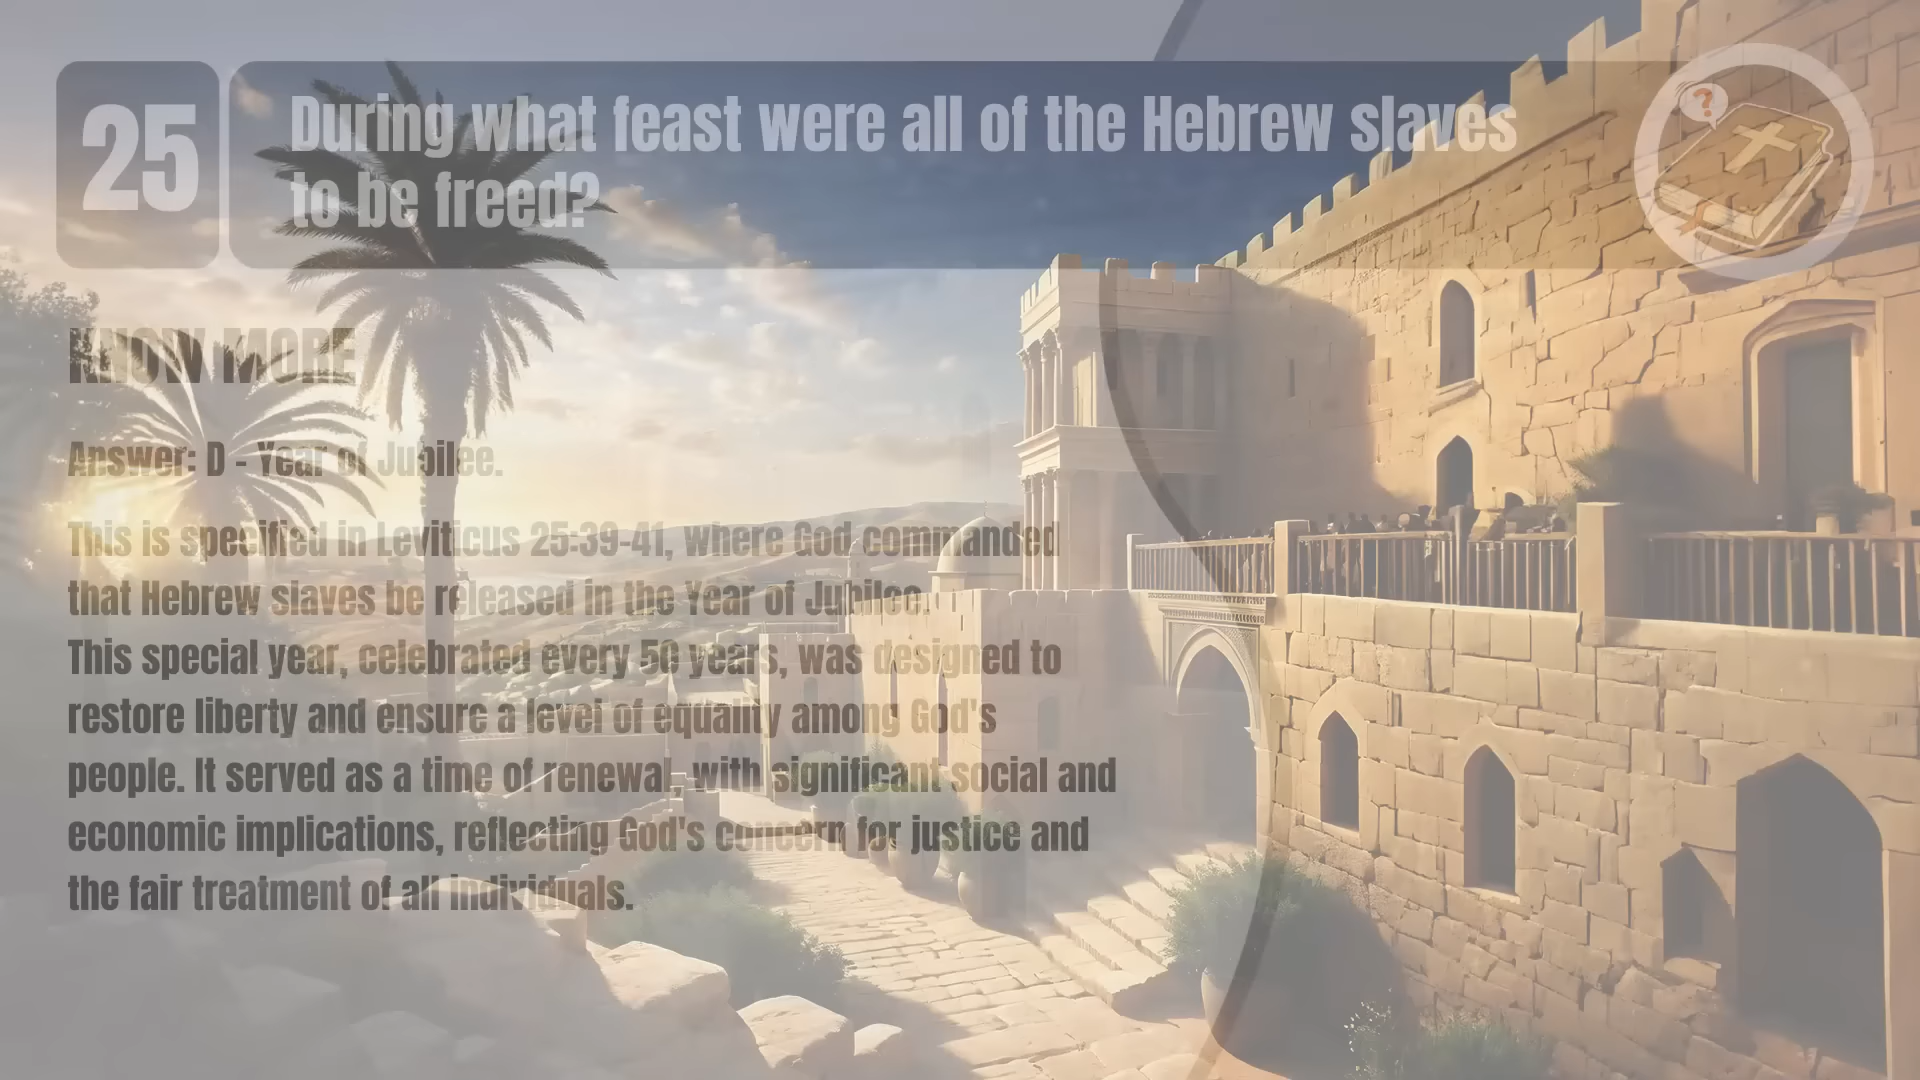 25
During what feast were all of the Hebrew slaves
to be freed?
?
KNOW MORE
Answer: D - Year of Jubilee.
This is specified in Leviticus 25:39-41, where God commanded
that Hebrew slaves be released in the Year of Jubilee.
This special year, celebrated every 50 years, was designed to
restore liberty and ensure a level of equality among God's
people. It served as a time of renewal, with significant social and
economic implications, reflecting God's concern for justice and
the fair treatment of all individuals.